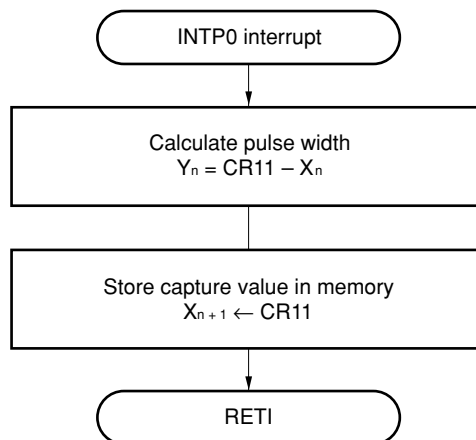 INTP0 interrupt
Calculate pulse width
Yn = CR11 – Xn
Store capture value in memory
Xn + 1 ← CR11
RETI